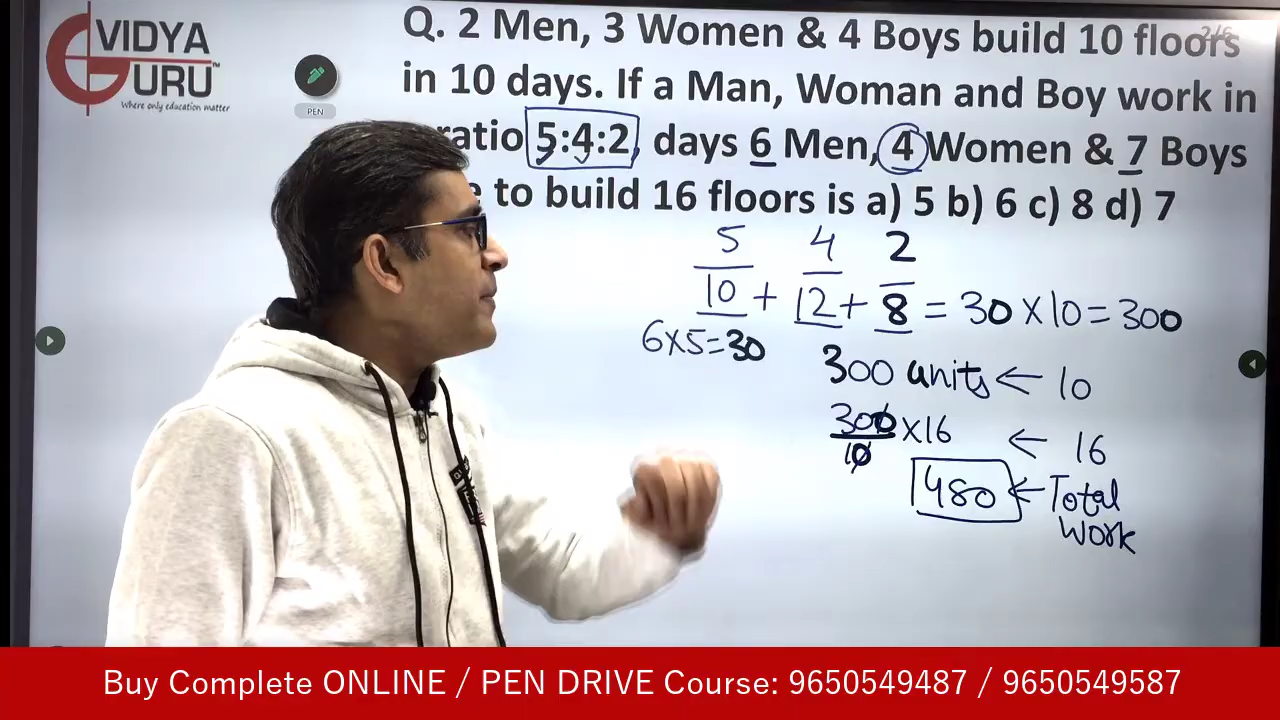 VIDYA
GURU™
Where only education matter
PEN
2/6
Q. 2 Men, 3 Women & 4 Boys build 10 floors
in 10 days. If a Man, Woman and Boy work in
ratio 5:4:2, days 6 Men, 4 Women & 7 Boys
to build 16 floors is a) 5 b) 6 c) 8 d) 7
5 4 2
10 + 12 + 8 = 30 X 10 = 300
6X5=30
300 units ← 10
300/10 X16 ← 16
480 ← Total
work
Buy Complete ONLINE / PEN DRIVE Course: 9650549487 / 9650549587